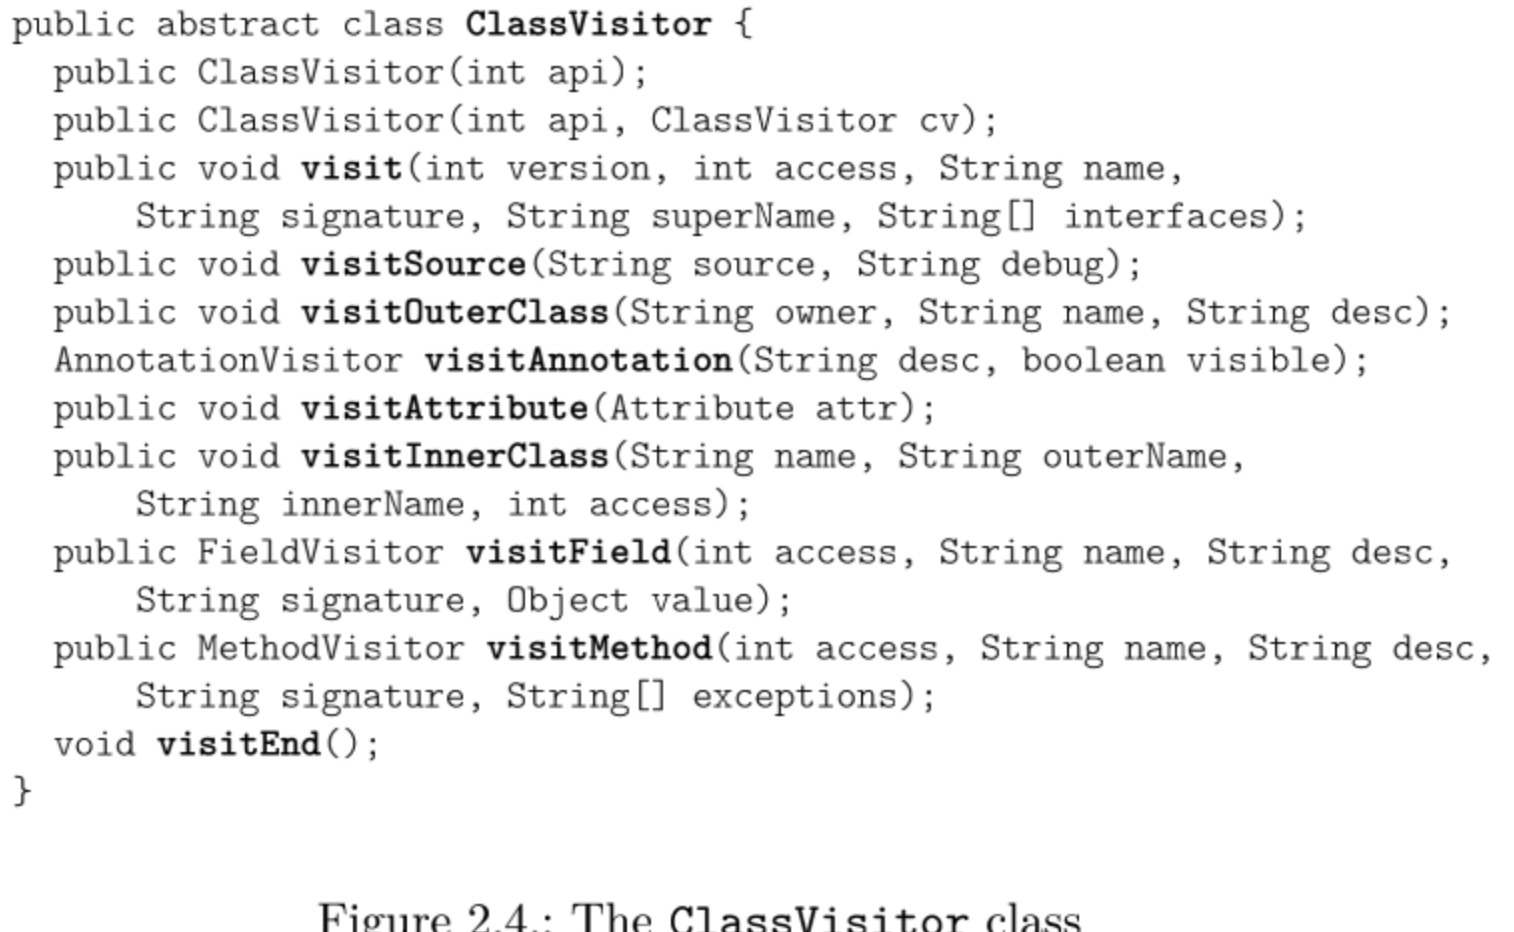 public abstract class ClassVisitor {
public ClassVisitor(int api);
public ClassVisitor(int api, ClassVisitor cv);
public void visit(int version, int access, String name,
String signature, String superName, String[] interfaces);
public void visitSource(String source, String debug);
public void visitOuterClass(String owner, String name, String desc);
AnnotationVisitor visitAnnotation(String desc, boolean visible);
public void visitAttribute(Attribute attr);
public void visitInnerClass(String name, String outerName,
String innerName, int access);
public FieldVisitor visitField(int access, String name, String desc,
String signature, Object value);
public MethodVisitor visitMethod(int access, String name, String desc,
String signature, String[] exceptions);
void visitEnd();
}
Figure 2.4.: The ClassVisitor class